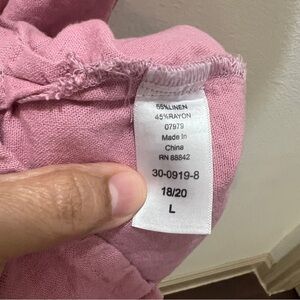 55%LINEN
45%RAYON
07979
Made In
China
RN 88842
30-0919-8
18/20
L